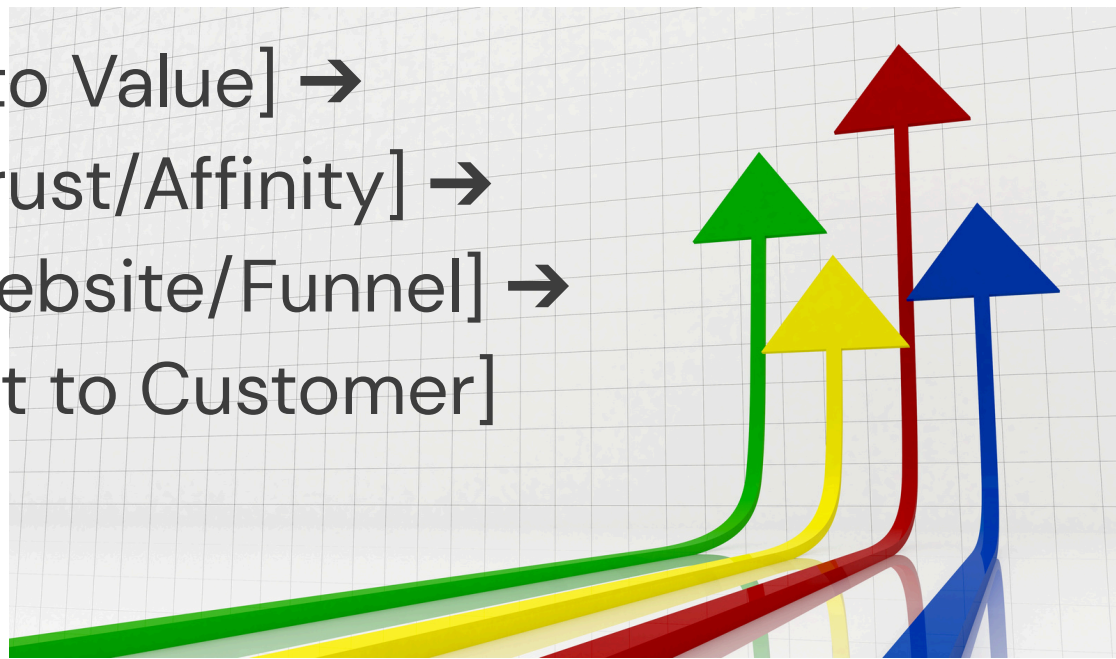 to Value] ➔
rust/Affinity] ➔
ebsite/Funnel] ➔
t to Customer]